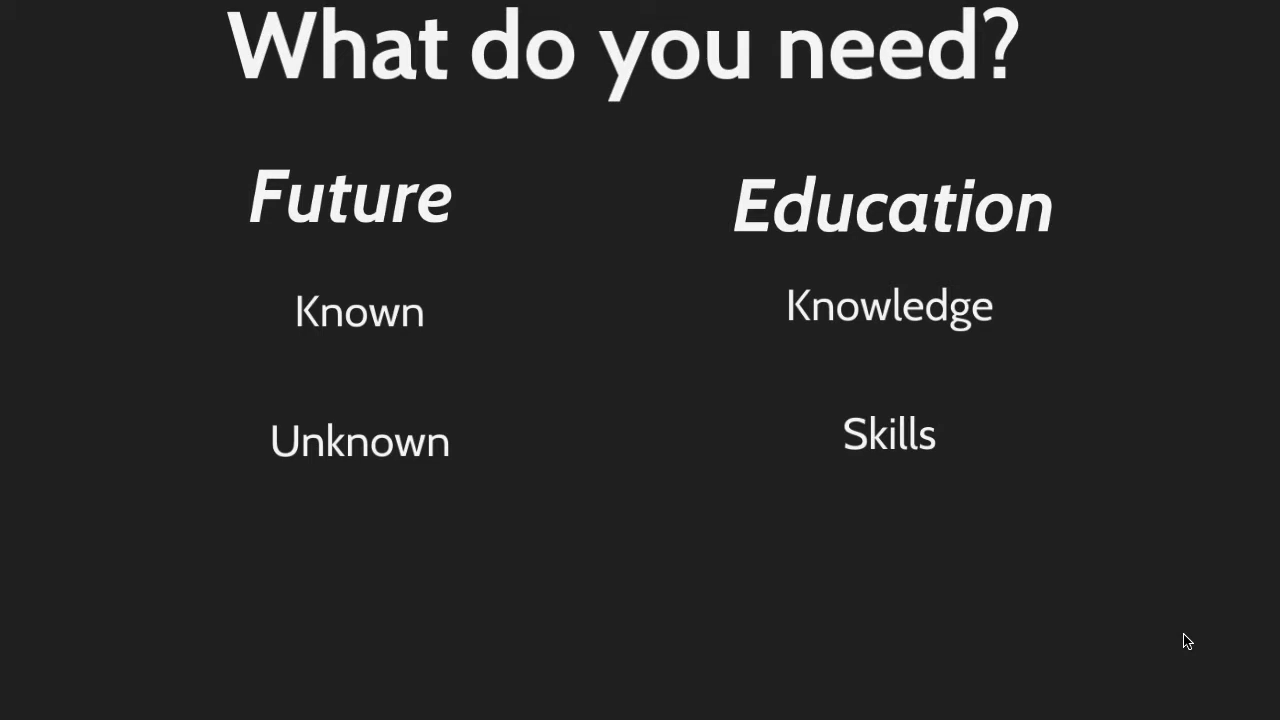 What do you need?
Future
Education
Known
Knowledge
Unknown
Skills